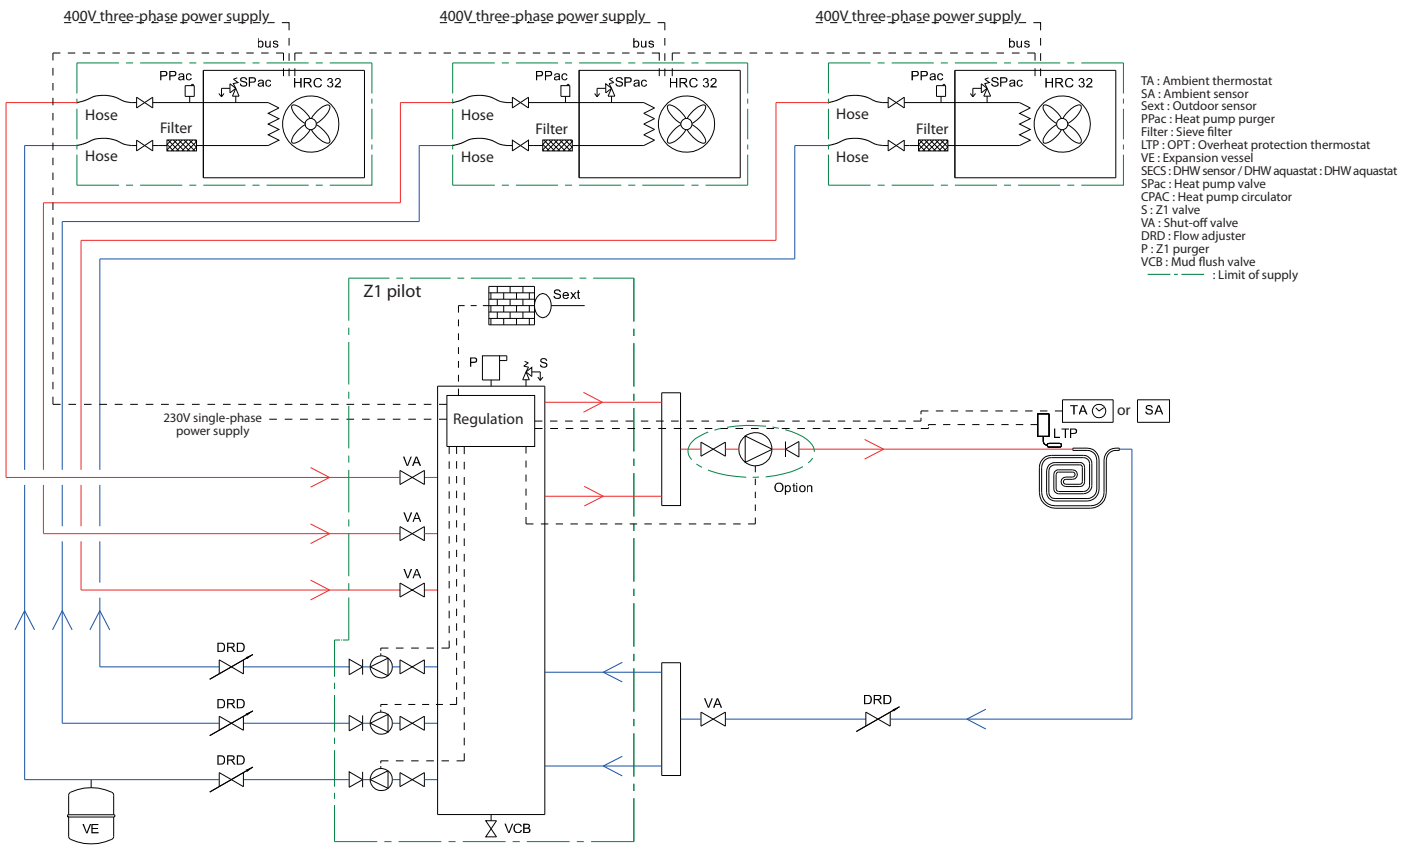 400V three-phase power supply
400V three-phase power supply
400V three-phase power supply
bus
bus
bus
PPac
SPac
HRC 32
PPac
SPac
HRC 32
PPac
SPac
HRC 32
Hose
Filter
Hose
Filter
Hose
Filter
Hose
Hose
Hose
TA : Ambient thermostat
SA : Ambient sensor
Sext : Outdoor sensor
PPac : Heat pump purger
Filter : Sieve filter
LTP : OPT : Overheat protection thermostat
VE : Expansion vessel
SECS : DHW sensor / DHW aquastat : DHW aquastat
SPac : Heat pump valve
CPAC : Heat pump circulator
S : Z1 valve
VA : Shut-off valve
DRD : Flow adjuster
P : Z1 purger
VCB : Mud flush valve
: Limit of supply
Z1 pilot
Sext
P
S
Regulation
230V single-phase
power supply
TA or SA
LTP
Option
VA
VA
VA
DRD
DRD
DRD
VA
DRD
VE
VCB